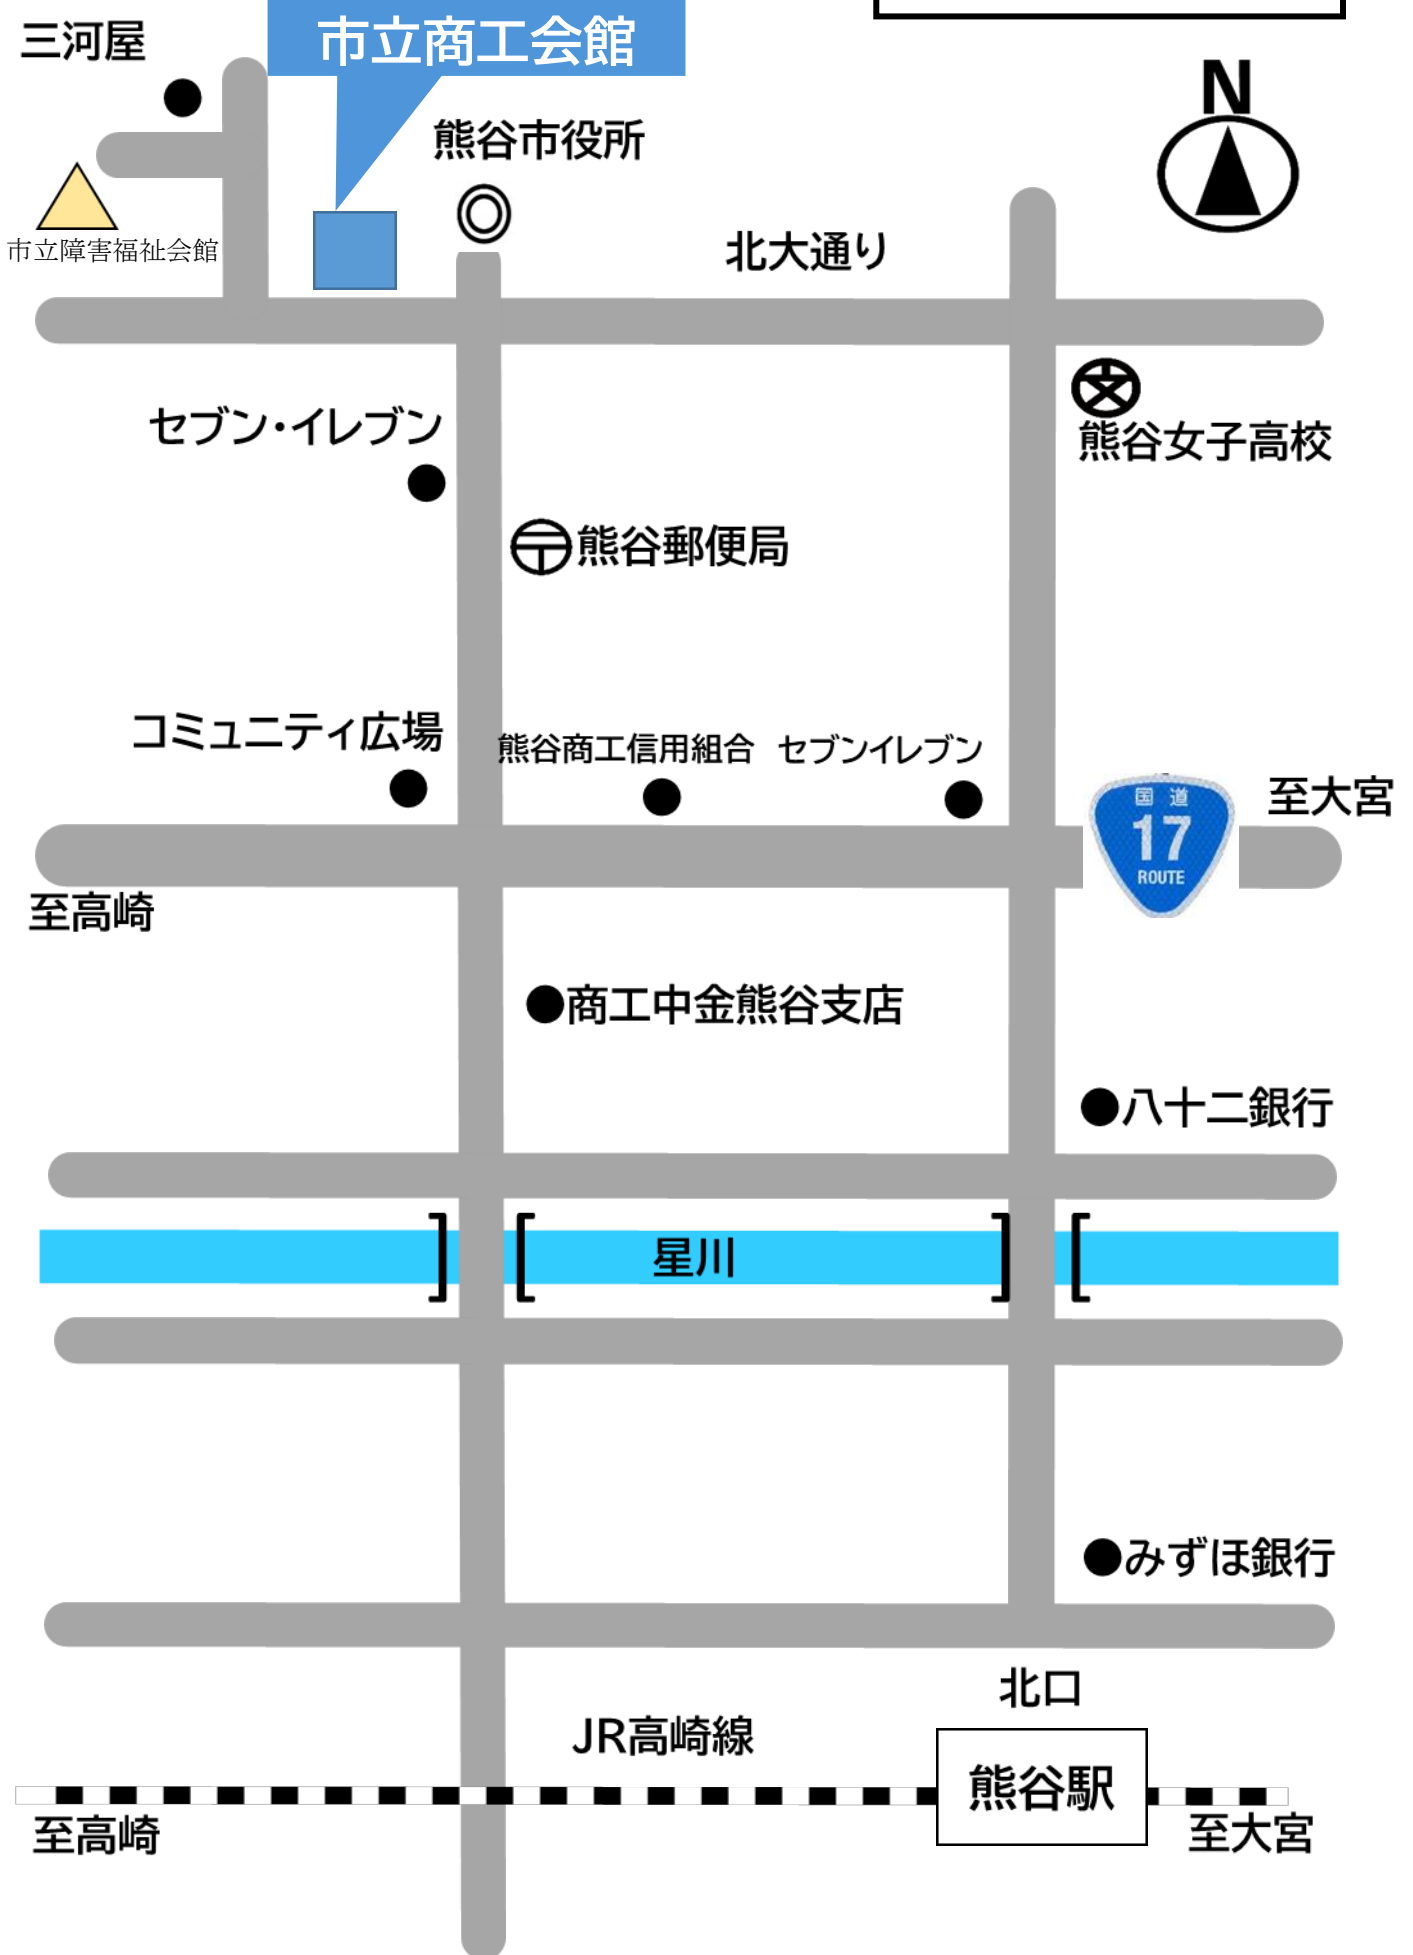 三河屋
市立商工会館
熊谷市役所
N
市立障害福祉会館
北大通り
セブン・イレブン
熊谷女子高校
熊谷郵便局
コミュニティ広場
熊谷商工信用組合
セブンイレブン
国道
17
ROUTE
至大宮
至高崎
商工中金熊谷支店
八十二銀行
星川
みずほ銀行
北口
JR高崎線
熊谷駅
至高崎
至大宮